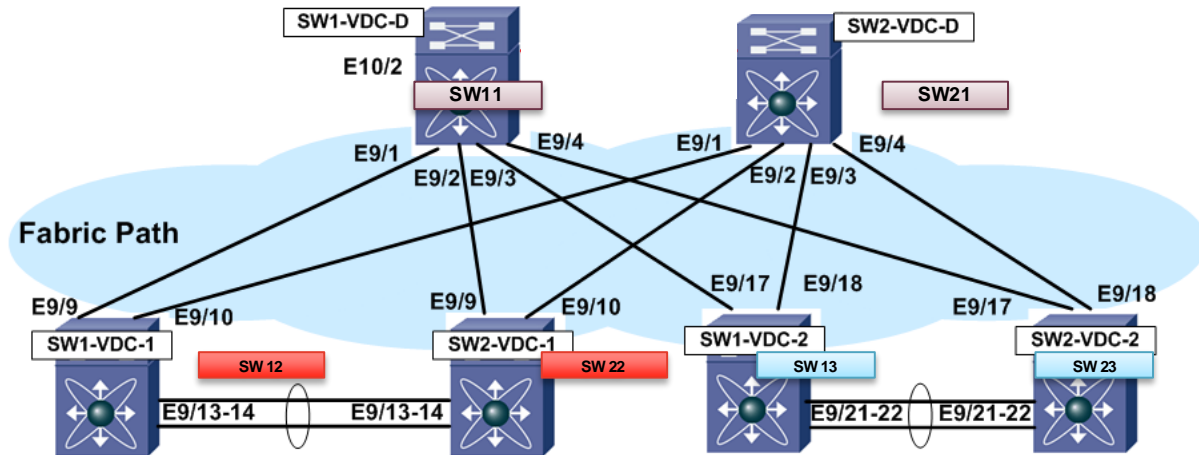 SW1-VDC-D
SW2-VDC-D
E10/2
SW11
SW21
E9/1
E9/2
E9/3
E9/4
E9/1
E9/2
E9/3
E9/4
Fabric Path
E9/9
E9/10
E9/9
E9/10
E9/17
E9/18
E9/17
E9/18
SW1-VDC-1
SW2-VDC-1
SW1-VDC-2
SW2-VDC-2
SW 12
SW 22
SW 13
SW 23
E9/13-14
E9/13-14
E9/21-22
E9/21-22